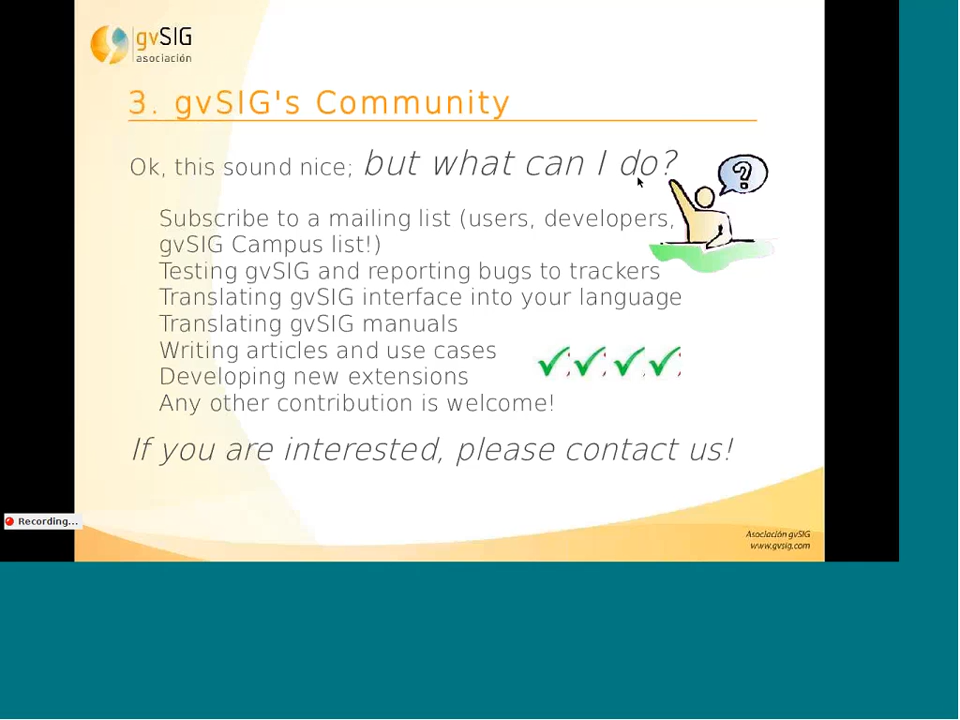 gvSIG
asociación
3. gvSIG's Community
Ok, this sound nice; but what can I do?
?
Subscribe to a mailing list (users, developers,
gvSIG Campus list!)
Testing gvSIG and reporting bugs to trackers
Translating gvSIG interface into your language
Translating gvSIG manuals
Writing articles and use cases
Developing new extensions
Any other contribution is welcome!
If you are interested, please contact us!
Recording...
Asociación gvSIG
www.gvsig.com